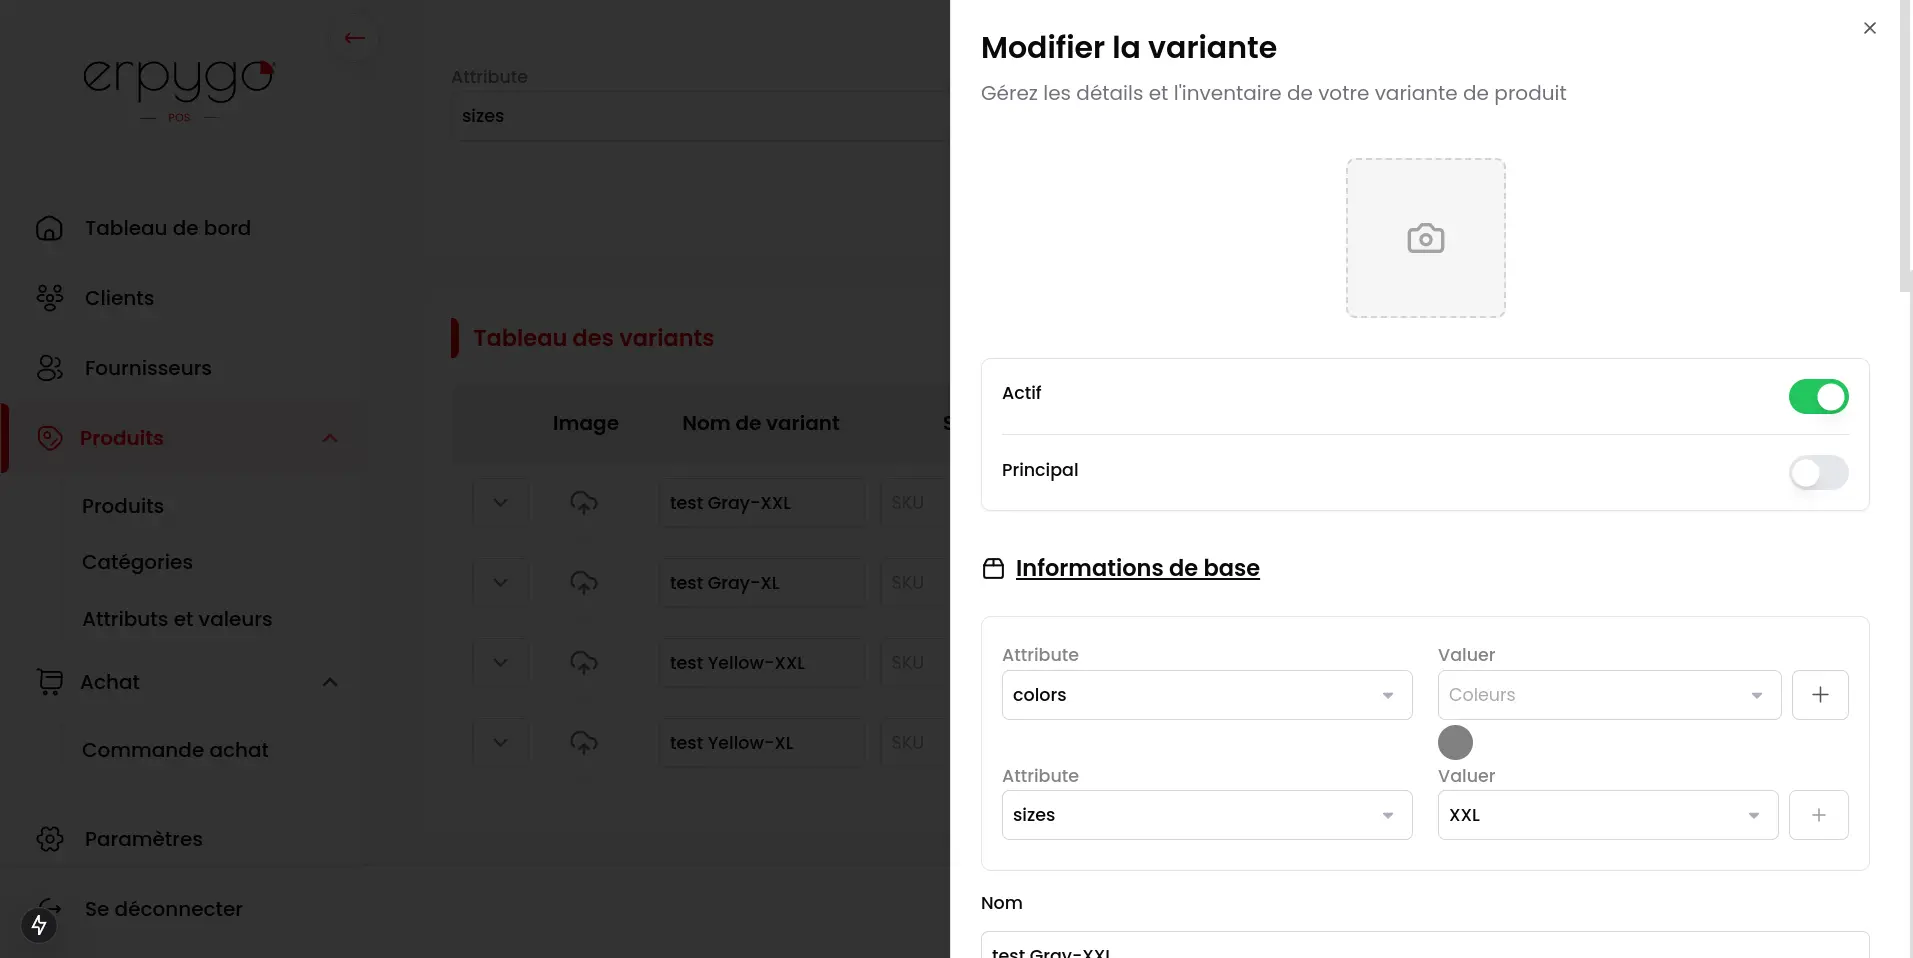 erpygo
POS
Tableau de bord
Clients
Fournisseurs
Produits
Produits
Catégories
Attributs et valeurs
Achat
Commande achat
Paramètres
Se déconnecter
Attribute
sizes
Tableau des variants
Image Nom de variant S
test Gray-XXL SKU
test Gray-XL SKU
test Yellow-XXL SKU
test Yellow-XL SKU
Modifier la variante
Gérez les détails et l'inventaire de votre variante de produit
Actif
Principal
Informations de base
Attribute Valuer
colors Coleurs
Attribute Valuer
sizes XXL
Nom
test Gray-XXL